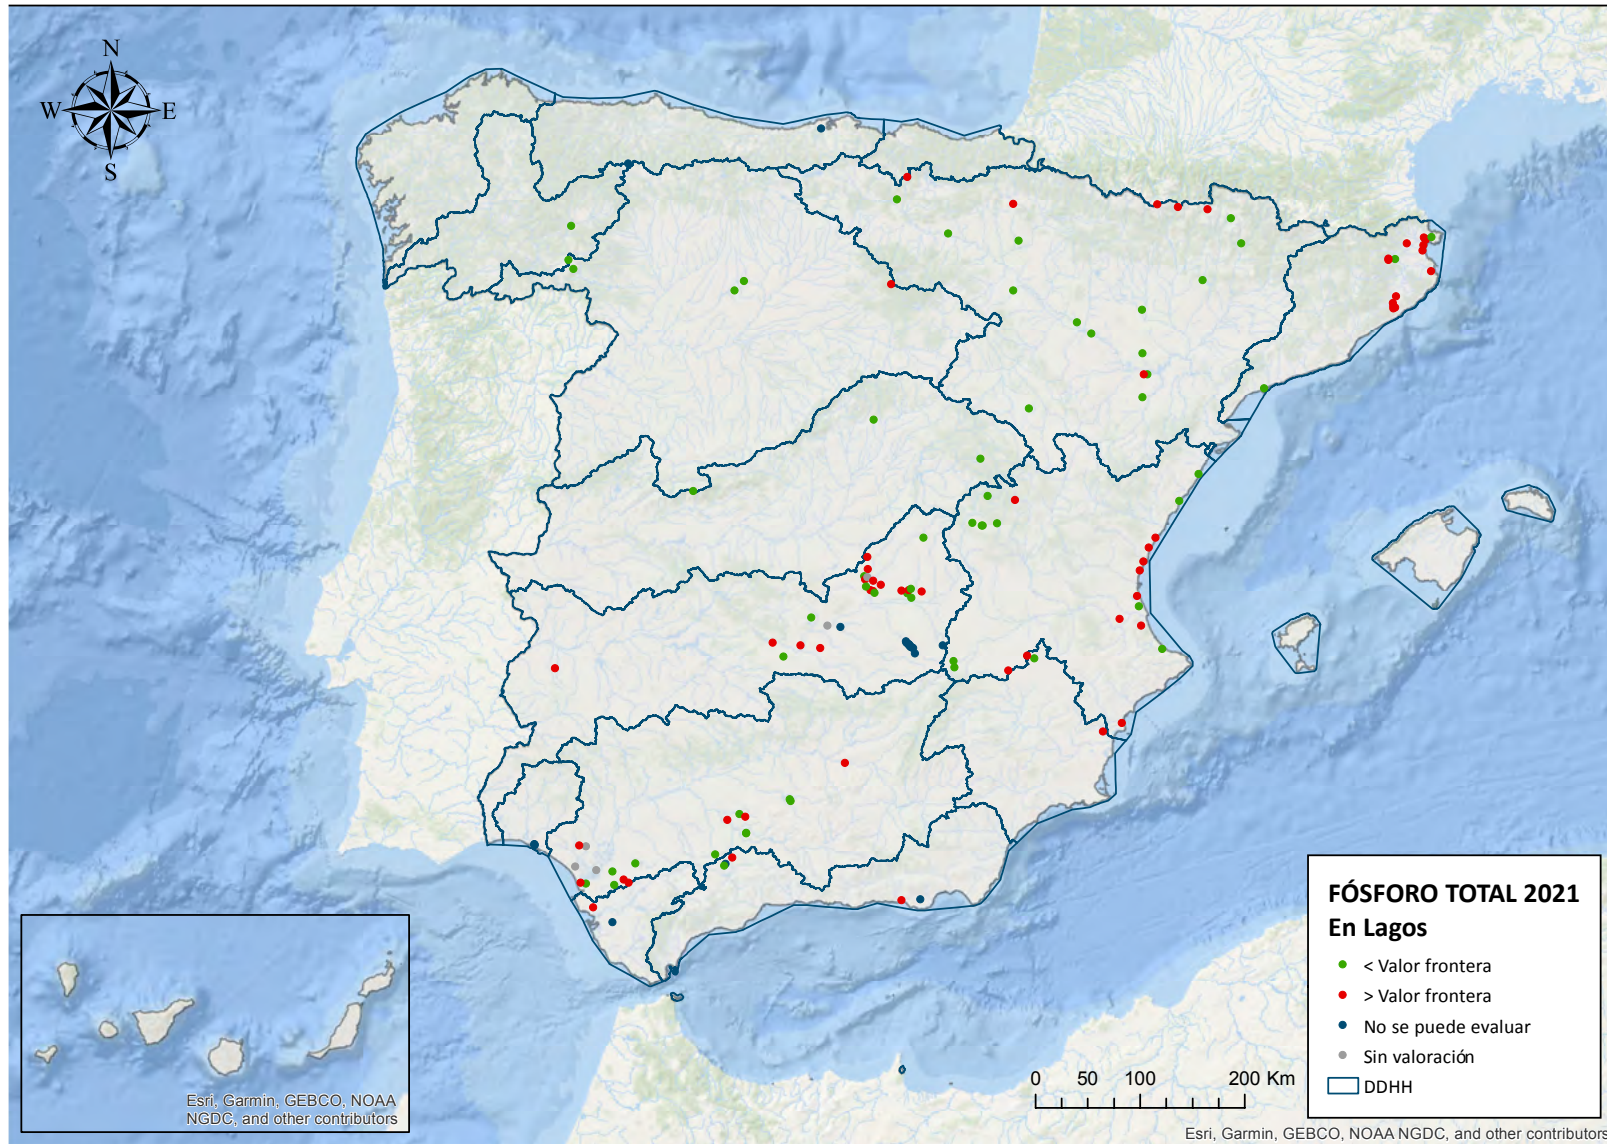 N
W E
S
FÓSFORO TOTAL 2021
En Lagos
< Valor frontera
> Valor frontera
No se puede evaluar
Sin valoración
DDHH
0 50 100 200 Km
Esri, Garmin, GEBCO, NOAA
NGDC, and other contributors
Esri, Garmin, GEBCO, NOAA NGDC, and other contributors